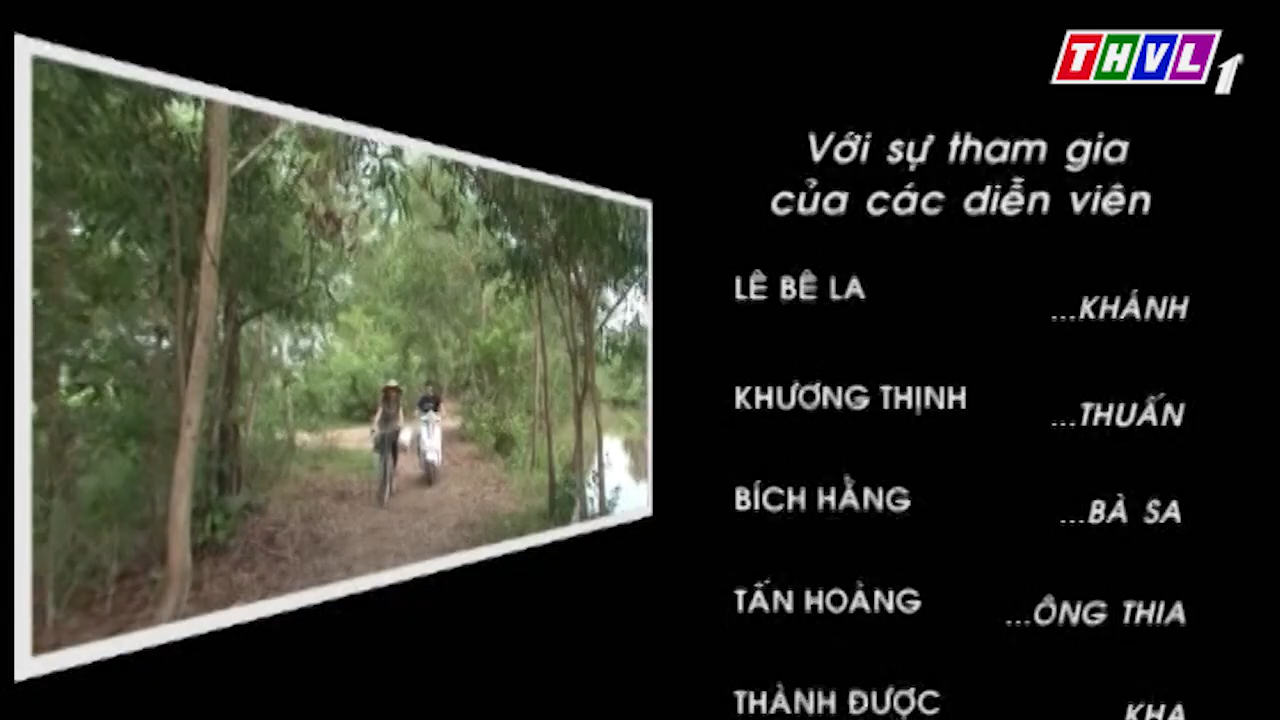 THVL1
Với sự tham gia
của các diễn viên
LÊ BÊ LA
...KHÁNH
KHƯƠNG THỊNH
...THUẤN
BÍCH HẰNG
...BÀ SA
TẤN HOÀNG
...ÔNG THIA
THÀNH ĐƯỢC
KHA